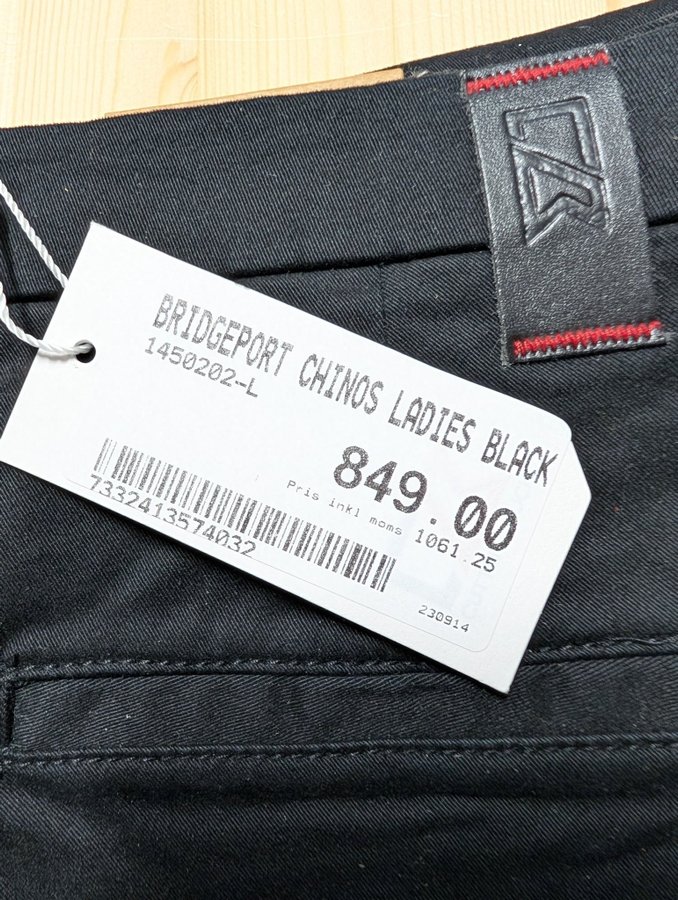 BRIDGEPORT CHINOS LADIES BLACK
1450202-L
849.00
Pris inkl moms 1061.25
7332413574032
230914